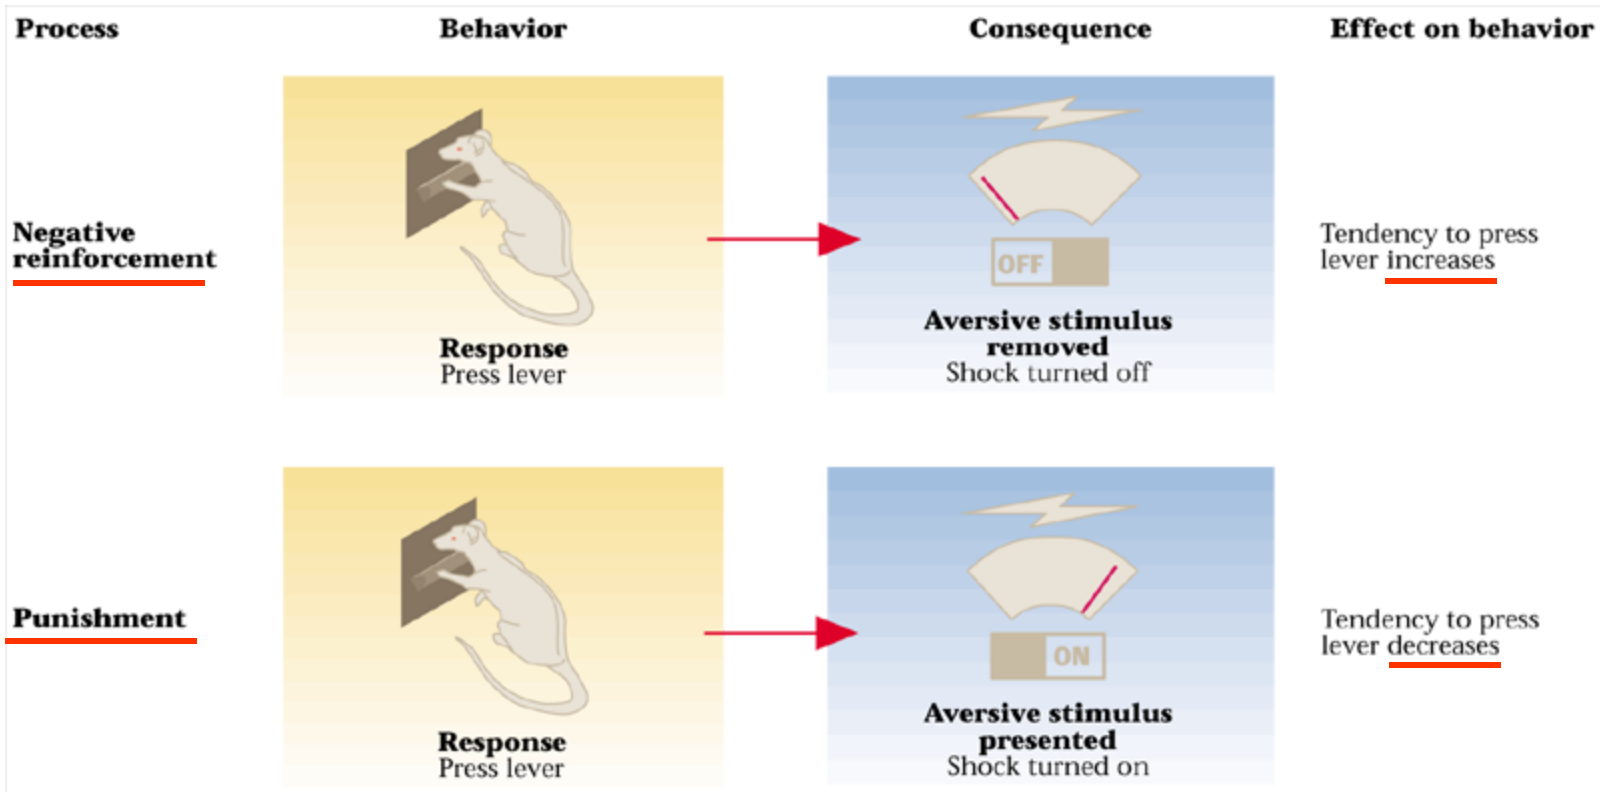 Process
Behavior
Consequence
Effect on behavior
Negative
reinforcement
Response
Press lever
OFF
Aversive stimulus
removed
Shock turned off
Tendency to press
lever increases
Punishment
Response
Press lever
ON
Aversive stimulus
presented
Shock turned on
Tendency to press
lever decreases